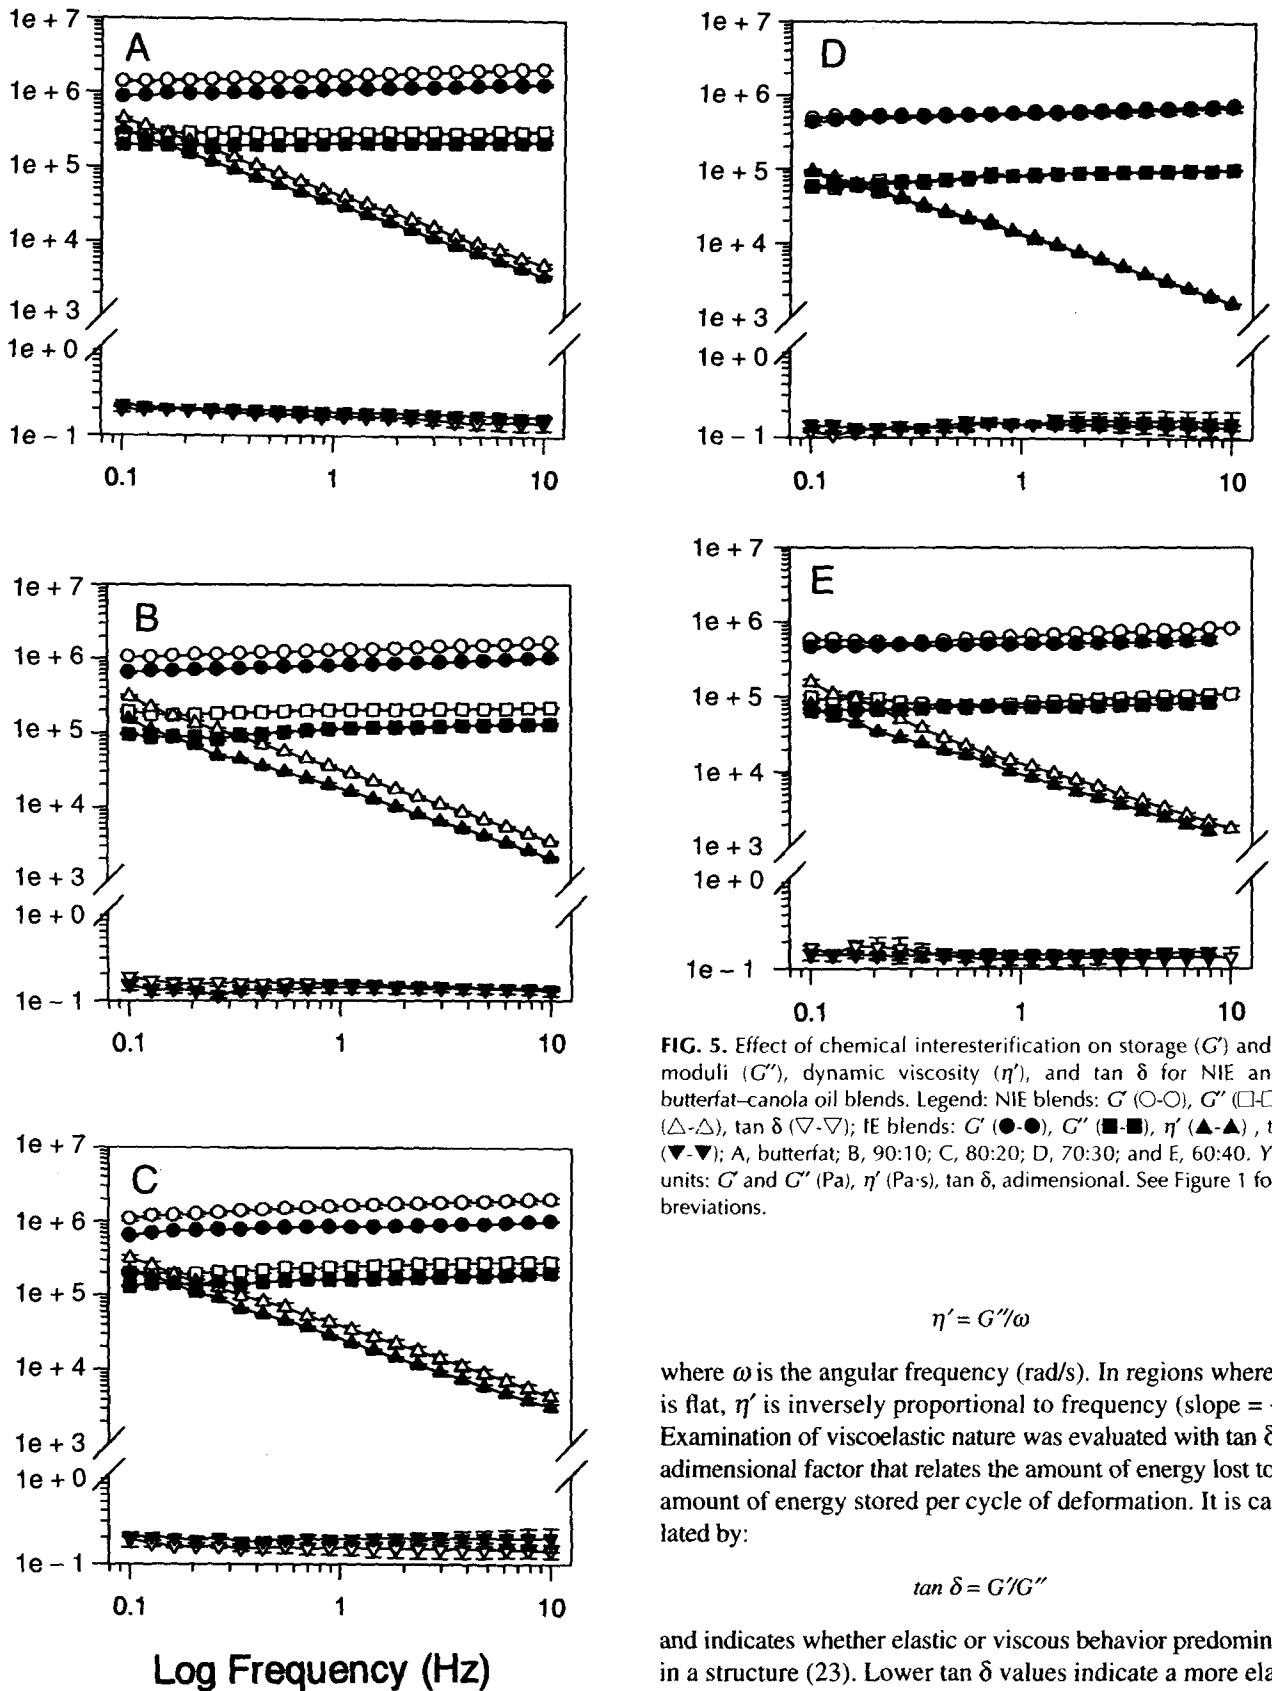 A
1e + 7
1e + 6
1e + 5
1e + 4
1e + 3
1e + 0
1e - 1
0.1 1 10
B
1e + 7
1e + 6
1e + 5
1e + 4
1e + 3
1e + 0
1e - 1
0.1 1 10
C
1e + 7
1e + 6
1e + 5
1e + 4
1e + 3
1e + 0
1e - 1
0.1 1 10
Log Frequency (Hz)
D
1e + 7
1e + 6
1e + 5
1e + 4
1e + 3
1e + 0
1e - 1
0.1 1 10
E
1e + 7
1e + 6
1e + 5
1e + 4
1e + 3
1e + 0
1e - 1
0.1 1 10
FIG. 5. Effect of chemical interesterification on storage (G′) and
moduli (G″), dynamic viscosity (η′), and tan δ for NIE an
butterfat–canola oil blends. Legend: NIE blends: G′ (○-○), G″ (□-□
(△-△), tan δ (▽-▽); IE blends: G′ (●-●), G″ (■-■), η′ (▲-▲) , t
(▼-▼); A, butterfat; B, 90:10; C, 80:20; D, 70:30; and E, 60:40. Y
units: G′ and G″ (Pa), η′ (Pa·s), tan δ, adimensional. See Figure 1 fo
breviations.
η′ = G″/ω
where ω is the angular frequency (rad/s). In regions where
is flat, η′ is inversely proportional to frequency (slope = -
Examination of viscoelastic nature was evaluated with tan δ
adimensional factor that relates the amount of energy lost to
amount of energy stored per cycle of deformation. It is ca
lated by:
tan δ = G′/G″
and indicates whether elastic or viscous behavior predomin
in a structure (23). Lower tan δ values indicate a more ela